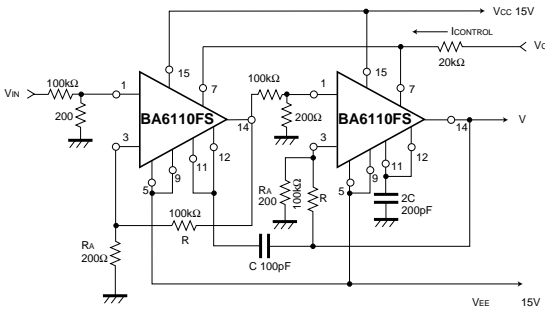 VCC 15V
ICONTROL
VC
15
7
15
7
20kΩ
100kΩ
100kΩ
VIN
1
1
200
200Ω
BA6110FS
BA6110FS
14
14
V
3
3
12
12
11
11
5
9
5
9
RA
200
100kΩ
R
2C
200pF
100kΩ
R
RA
200Ω
C 100pF
VEE 15V